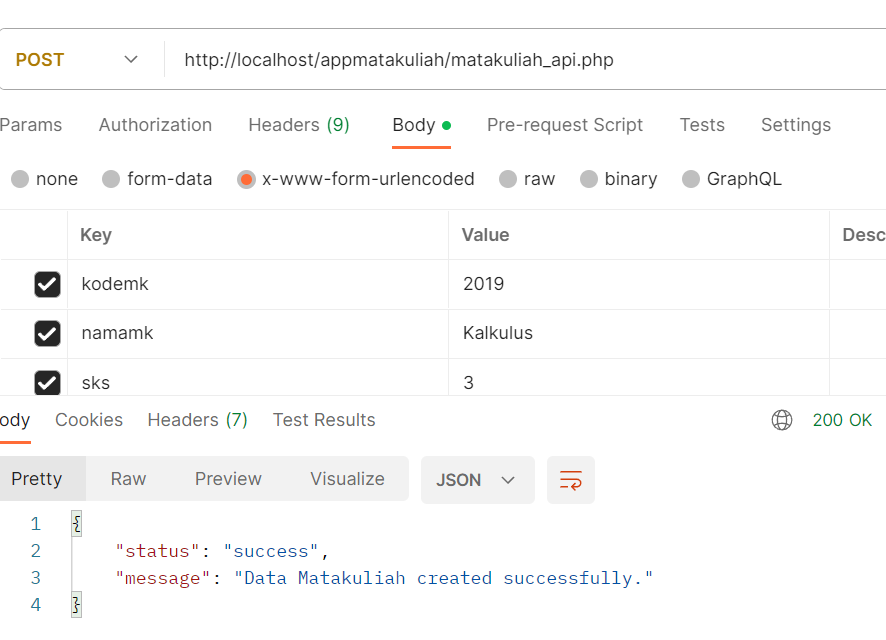 POST http://localhost/appmatakuliah/matakuliah_api.php
Params Authorization Headers (9) Body Pre-request Script Tests Settings
none form-data x-www-form-urlencoded raw binary GraphQL
Key Value Desc
kodemk 2019
namamk Kalkulus
sks 3
ody Cookies Headers (7) Test Results 200 OK
Pretty Raw Preview Visualize JSON
1 {
2 "status": "success",
3 "message": "Data Matakuliah created successfully."
4 }